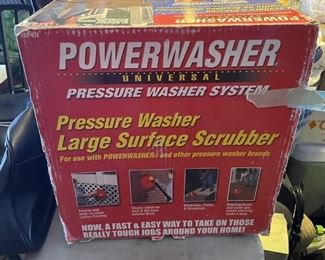 POWERWASHER
UNIVERSAL
PRESSURE WASHER SYSTEM
Pressure Washer
Large Surface Scrubber
For use with POWERWASHER and other pressure washer brands
NOW, A FAST & EASY WAY TO TAKE ON THOSE
REALLY TOUGH JOBS AROUND YOUR HOME!